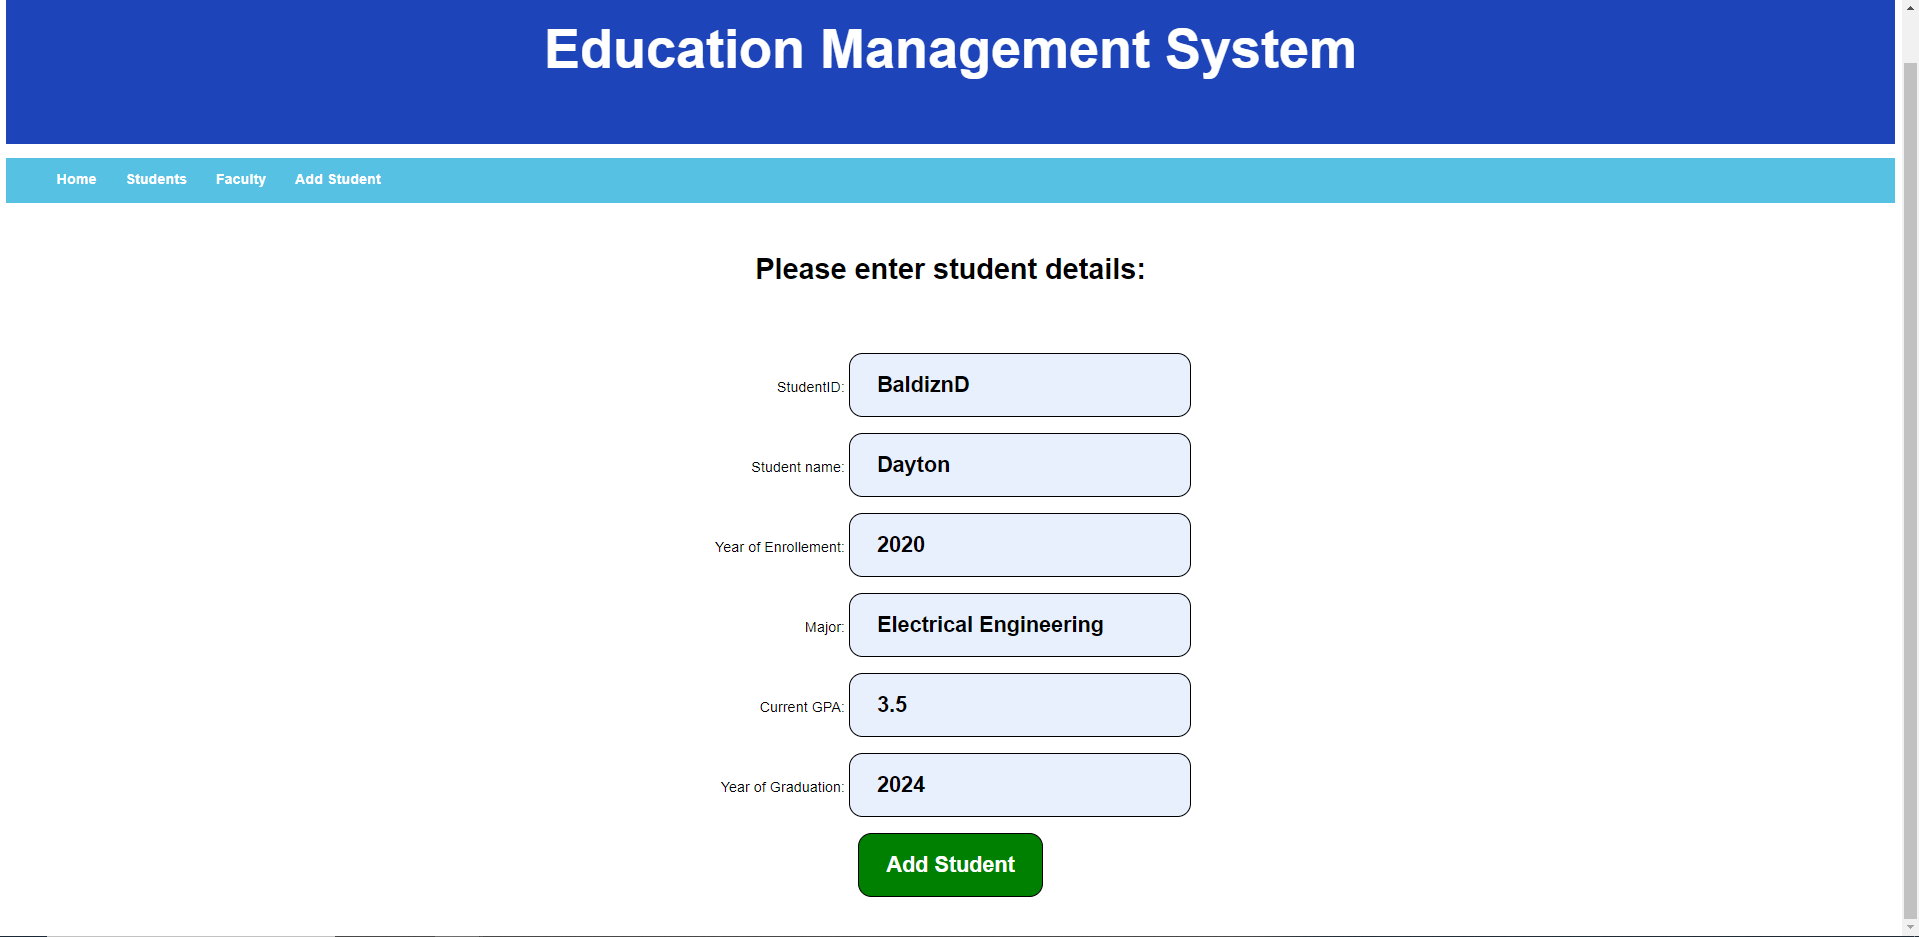 Education Management System
Home Students Faculty Add Student
Please enter student details:
StudentID: BaldiznD
Student name: Dayton
Year of Enrollement: 2020
Major: Electrical Engineering
Current GPA: 3.5
Year of Graduation: 2024
Add Student